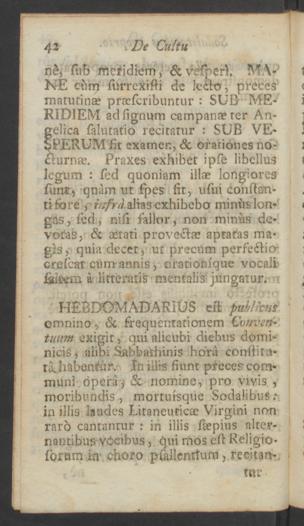 42 De Cultu
nè, sub meridiem, & vesperi. MA-
NE cùm surrexisti de lecto, preces
matutinæ præscribuntur : SUB ME-
RIDIEM ad signum campanæ ter An-
gelica salutatio recitatur : SUB VE-
SPERUM fit examen, & orationes no-
cturnæ. Praxes exhibet ipse libellus
legum : sed quoniam illæ longiores
sunt, quàm ut spes sit, usui constan-
ti fore, infrà alias exhibebo minùs lon-
gas, sed, nisi fallor, non minùs de-
votas, & ætati provectæ aptatas ma-
gìs, quia decet, ut precum perfectio
crescat cum annis, orationisque vocali
saltem à litteratis mentalis jungatur.
HEBDOMADARIUS est publicus
omnino, & frequentationem Conven-
tuum exigit, qui alicubi diebus domi-
nicis, alibi Sabbathinis horâ constitu-
tâ habentur. In illis fiunt preces com-
muni operâ, & nomine, pro vivis,
moribundis, mortuisque Sodalibus :
in illis laudes Litaneuticæ Virgini non
rarò cantantur : in illis sæpius alter-
nantibus vocibus, qui mos est Religio-
sorum in choro psallentium, recitan-
tur